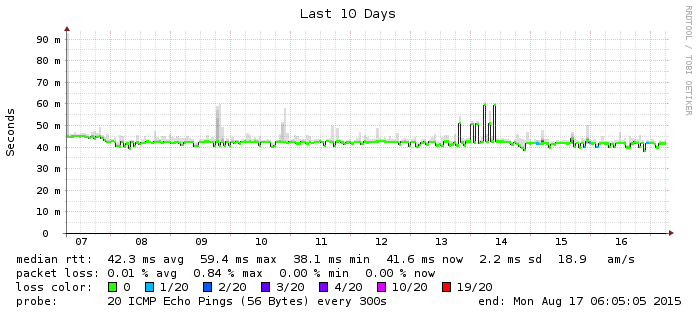 Last 10 Days
RRDTOOL / TOBI OETIKER
Seconds
90 m
80 m
70 m
60 m
50 m
40 m
30 m
20 m
10 m
0
07 08 09 10 11 12 13 14 15 16
median rtt: 42.3 ms avg 59.4 ms max 38.1 ms min 41.6 ms now 2.2 ms sd 18.9 am/s
packet loss: 0.01 % avg 0.84 % max 0.00 % min 0.00 % now
loss color: 0 1/20 2/20 3/20 4/20 10/20 19/20
probe: 20 ICMP Echo Pings (56 Bytes) every 300s end: Mon Aug 17 06:05:05 2015